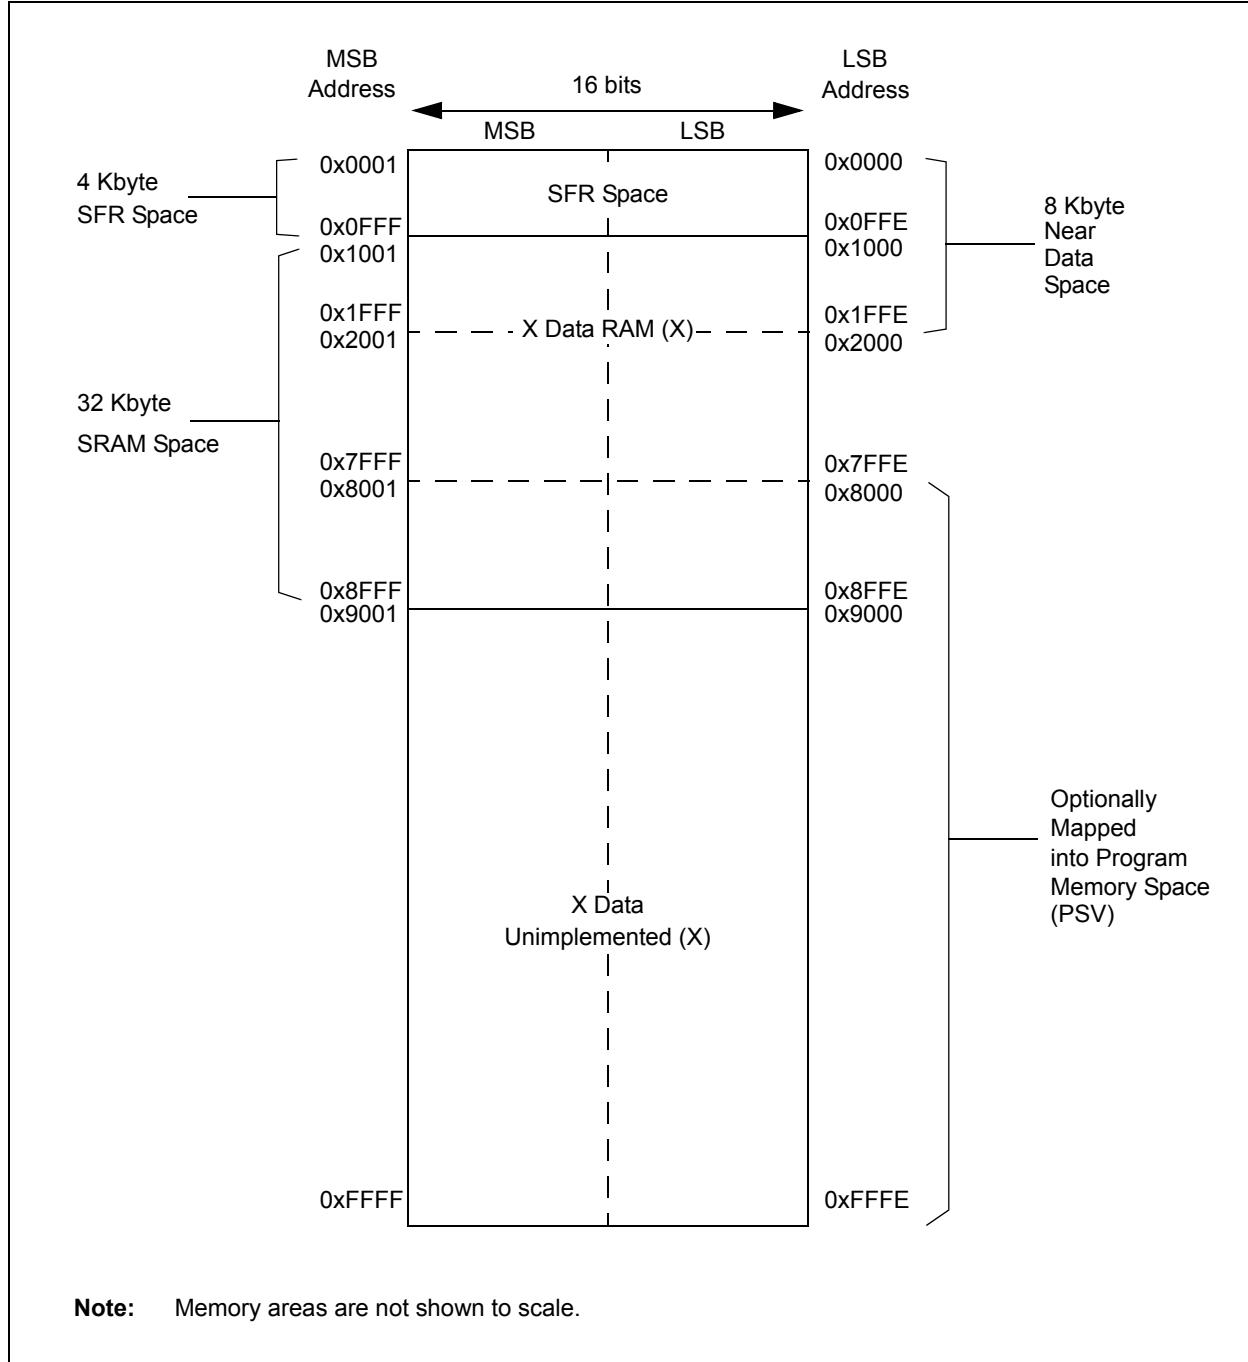 MSB
Address
16 bits
LSB
Address
MSB
LSB
0x0001
0x0000
4 Kbyte
SFR Space
SFR Space
0x0FFF
0x1001
0x0FFE
0x1000
8 Kbyte
Near
Data
Space
0x1FFF
0x2001
X Data RAM (X)
0x1FFE
0x2000
32 Kbyte
SRAM Space
0x7FFF
0x8001
0x7FFE
0x8000
0x8FFF
0x9001
0x8FFE
0x9000
Optionally
Mapped
into Program
Memory Space
(PSV)
X Data
Unimplemented (X)
0xFFFF
0xFFFE
Note: Memory areas are not shown to scale.